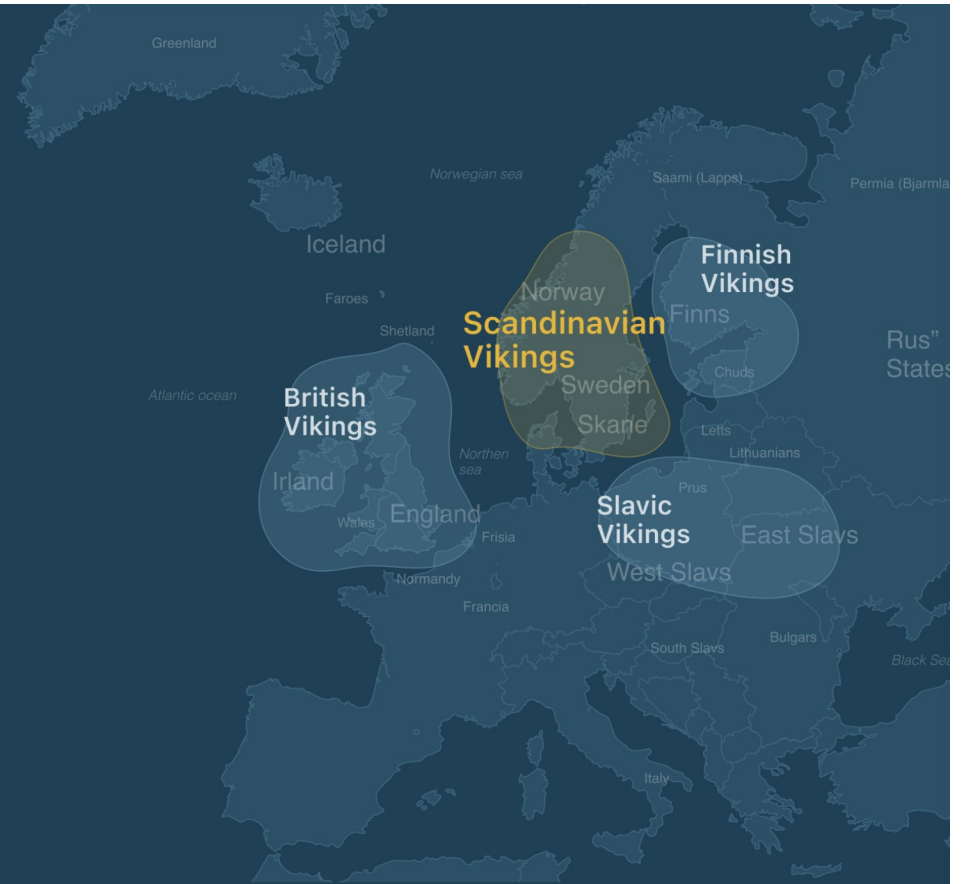 Greenland
Norwegian sea
Saami (Lapps)
Permia (Bjarmla
Iceland
Finnish
Vikings
Norway
Faroes
Finns
Scandinavian
Vikings
Shetland
Rus”
States
Chuds
Sweden
Atlantic ocean
British
Vikings
Skane
Letts
Northen
sea
Lithuanians
Irland
Prus
Slavic
Vikings
Wales
England
East Slavs
Frisia
West Slavs
Normandy
Francia
Bulgars
South Slavs
Black Sea
Italy